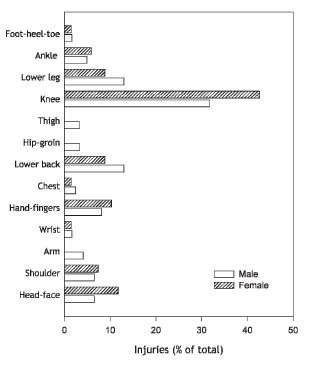 Foot-heel-toe
Ankle
Lower leg
Knee
Thigh
Hip-groin
Lower back
Chest
Hand-fingers
Wrist
Arm
Shoulder
Head-face
Male
Female
0 10 20 30 40 50
Injuries (% of total)